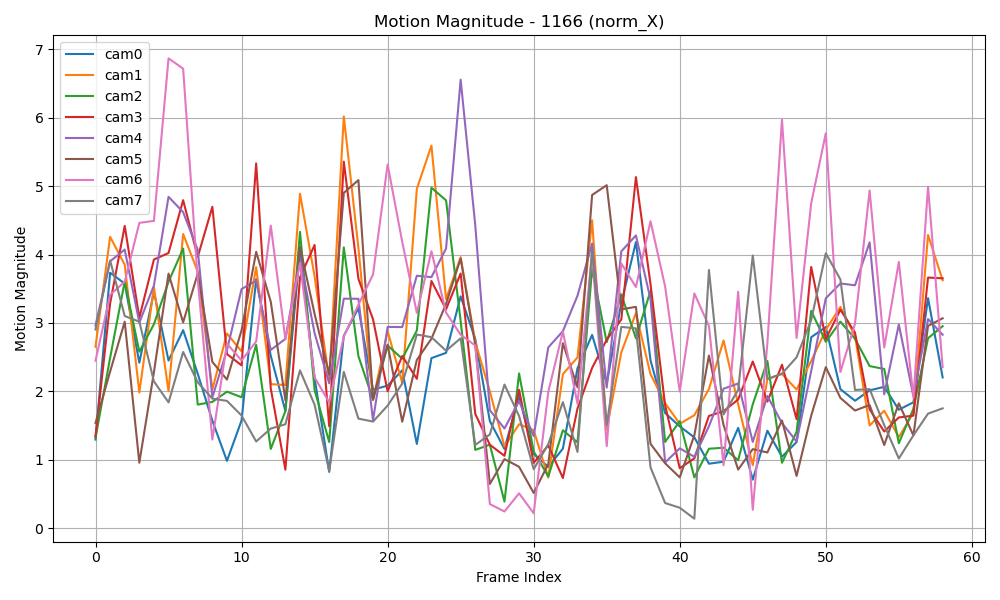 Motion Magnitude - 1166 (norm_X)
cam0
cam1
cam2
cam3
cam4
cam5
cam6
cam7
Motion Magnitude
7
6
5
4
3
2
1
0
0 10 20 30 40 50 60
Frame Index